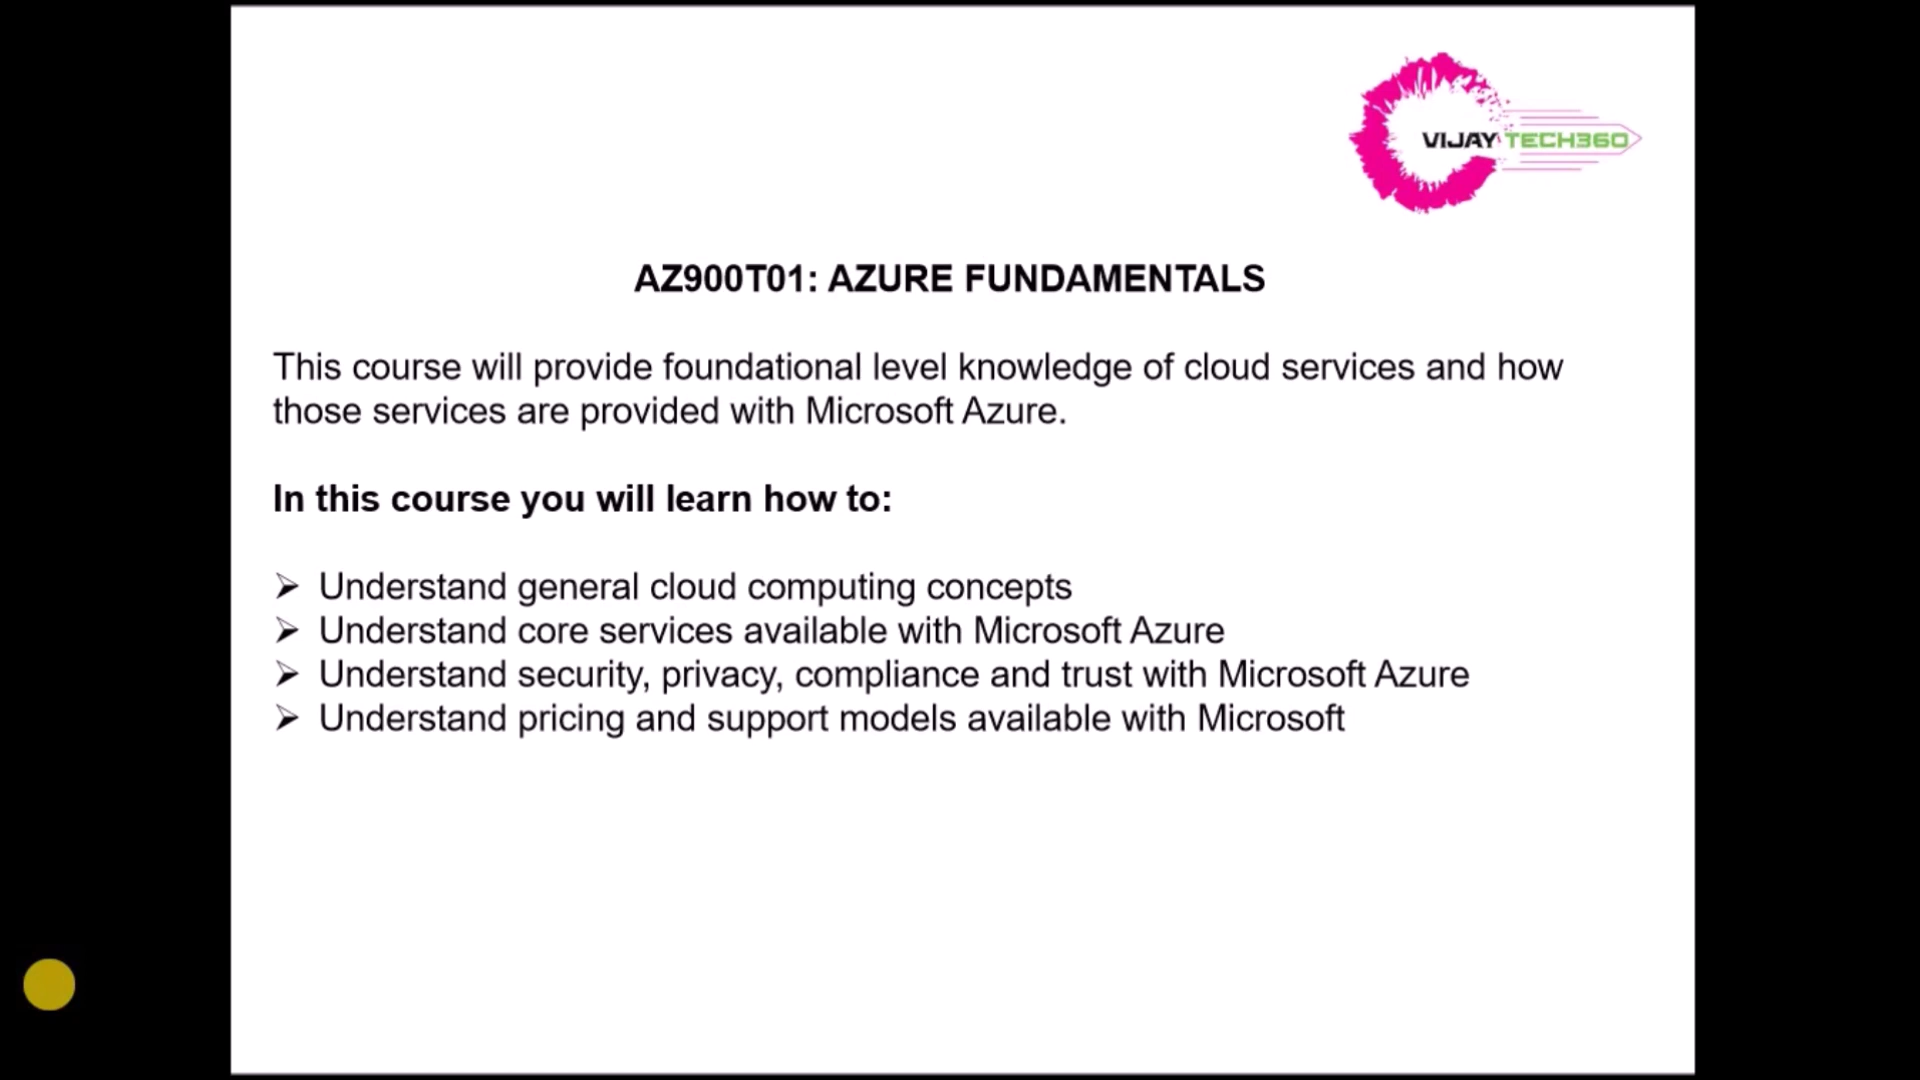 VIJAY TECH360
AZ900T01: AZURE FUNDAMENTALS
This course will provide foundational level knowledge of cloud services and how
those services are provided with Microsoft Azure.
In this course you will learn how to:
➢ Understand general cloud computing concepts
➢ Understand core services available with Microsoft Azure
➢ Understand security, privacy, compliance and trust with Microsoft Azure
➢ Understand pricing and support models available with Microsoft